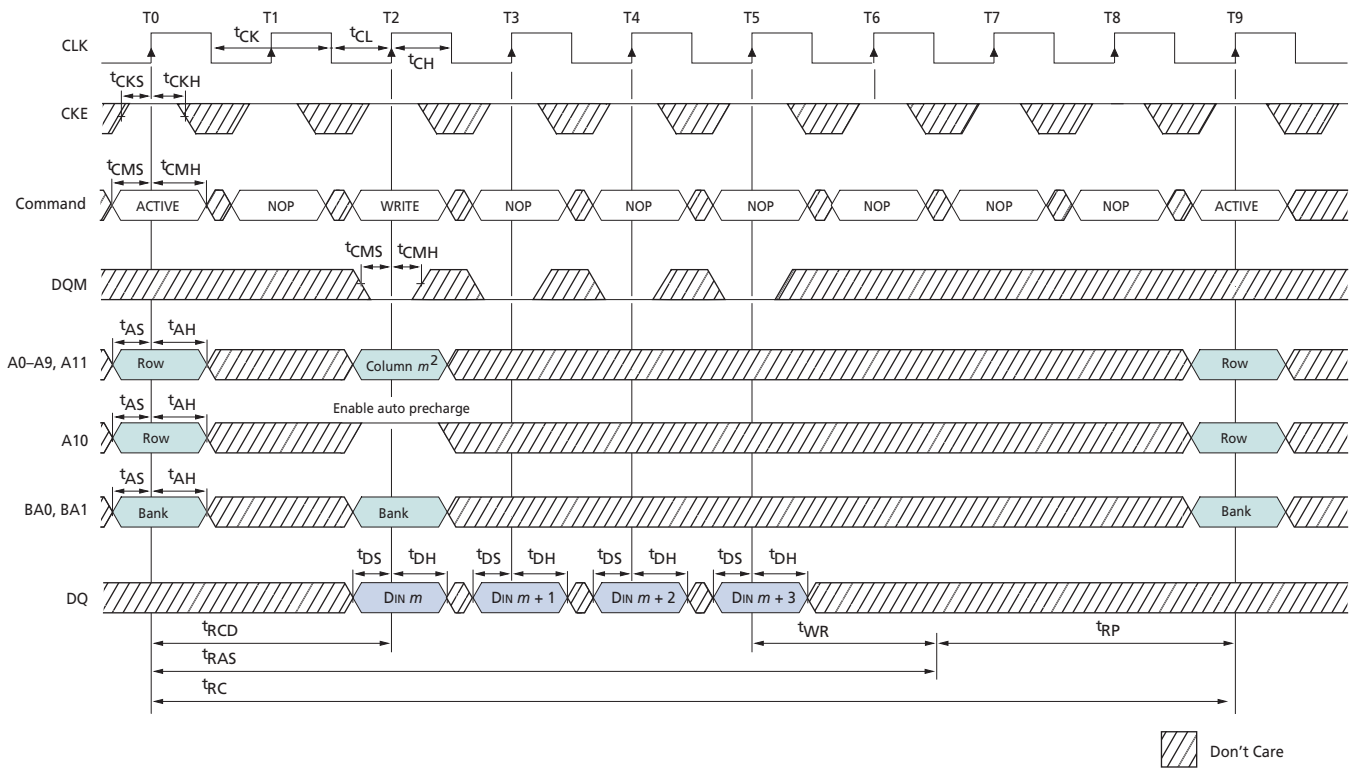 T0 T1 T2 T3 T4 T5 T6 T7 T8 T9
CLK
tCK tCL
tCH
tCKS tCKH
CKE
tCMS tCMH
Command ACTIVE NOP WRITE NOP NOP NOP NOP NOP NOP ACTIVE
tCMS tCMH
DQM
tAS tAH
A0–A9, A11 Row Column m2 Row
tAS tAH Enable auto precharge
A10 Row Row
tAS tAH
BA0, BA1 Bank Bank Bank
tDS tDH tDS tDH tDS tDH tDS tDH
DQ DIN m DIN m + 1 DIN m + 2 DIN m + 3
tRCD tWR tRP
tRAS
tRC
Don't Care